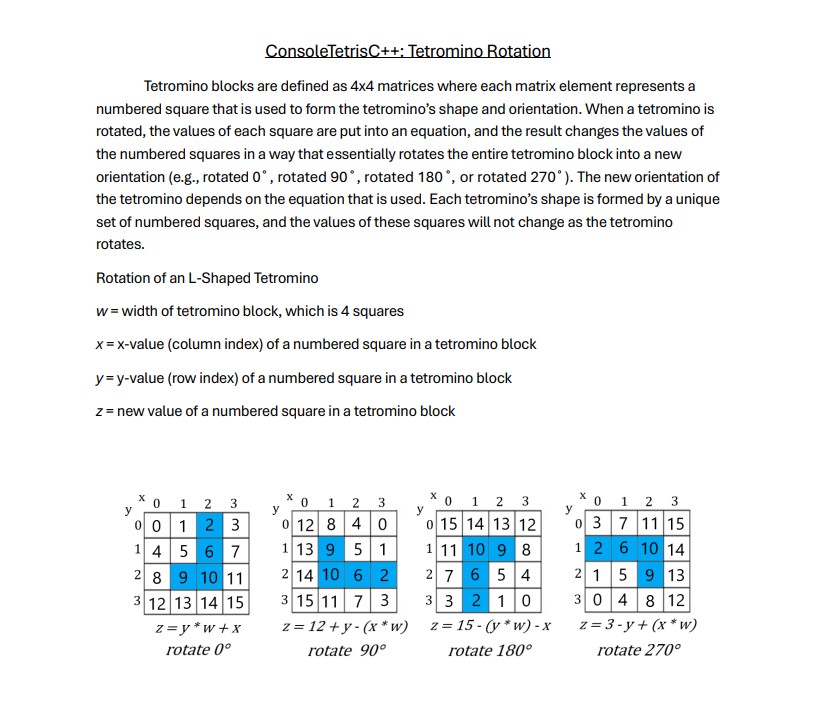 ConsoleTetrisC++: Tetromino Rotation
Tetromino blocks are defined as 4x4 matrices where each matrix element represents a
numbered square that is used to form the tetromino's shape and orientation. When a tetromino is
rotated, the values of each square are put into an equation, and the result changes the values of
the numbered squares in a way that essentially rotates the entire tetromino block into a new
orientation (e.g., rotated 0°, rotated 90°, rotated 180°, or rotated 270°). The new orientation of
the tetromino depends on the equation that is used. Each tetromino's shape is formed by a unique
set of numbered squares, and the values of these squares will not change as the tetromino
rotates.
Rotation of an L-Shaped Tetromino
w = width of tetromino block, which is 4 squares
x = x-value (column index) of a numbered square in a tetromino block
y = y-value (row index) of a numbered square in a tetromino block
z = new value of a numbered square in a tetromino block
x 0 1 2 3
y
0 0 1 2 3
1 4 5 6 7
2 8 9 10 11
3 12 13 14 15
z = y * w + x
rotate 0°
x 0 1 2 3
y
0 12 8 4 0
1 13 9 5 1
2 14 10 6 2
3 15 11 7 3
z = 12 + y - (x * w)
rotate 90°
x 0 1 2 3
y
0 15 14 13 12
1 11 10 9 8
2 7 6 5 4
3 3 2 1 0
z = 15 - (y * w) - x
rotate 180°
x 0 1 2 3
y
0 3 7 11 15
1 2 6 10 14
2 1 5 9 13
3 0 4 8 12
z = 3 - y + (x * w)
rotate 270°